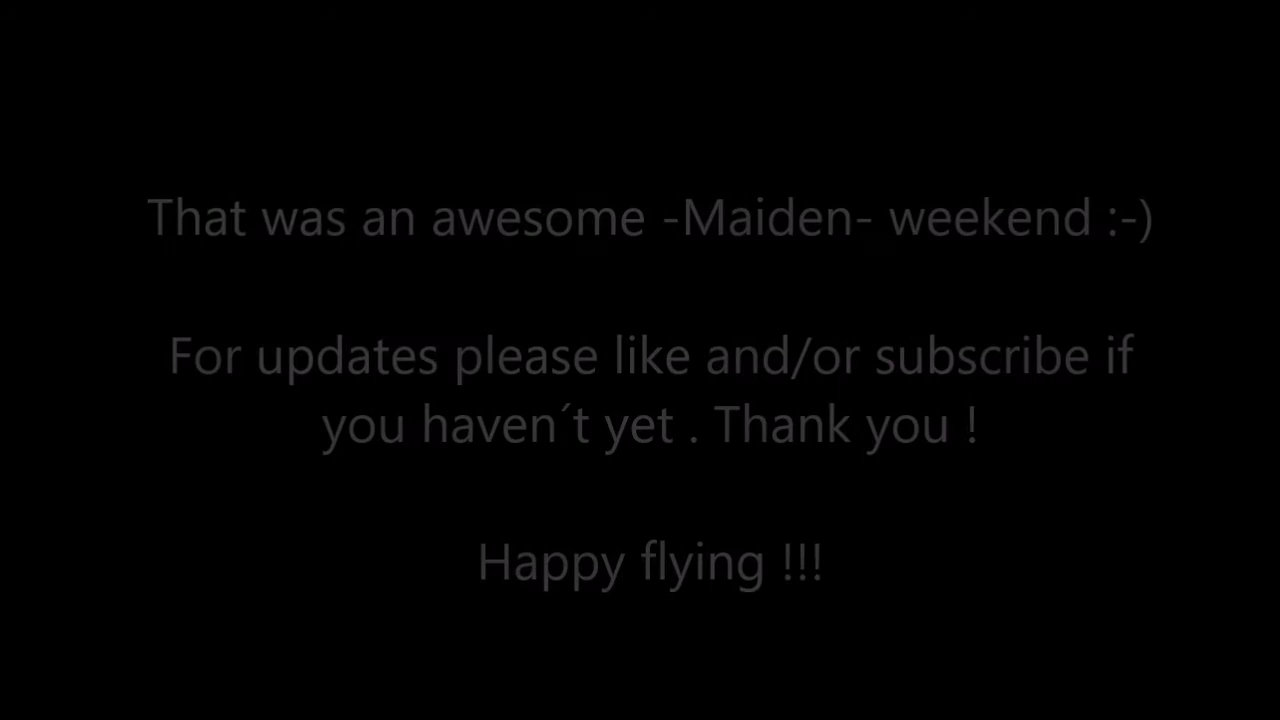 That was an awesome -Maiden- weekend :-)
For updates please like and/or subscribe if
you haven´t yet . Thank you !
Happy flying !!!